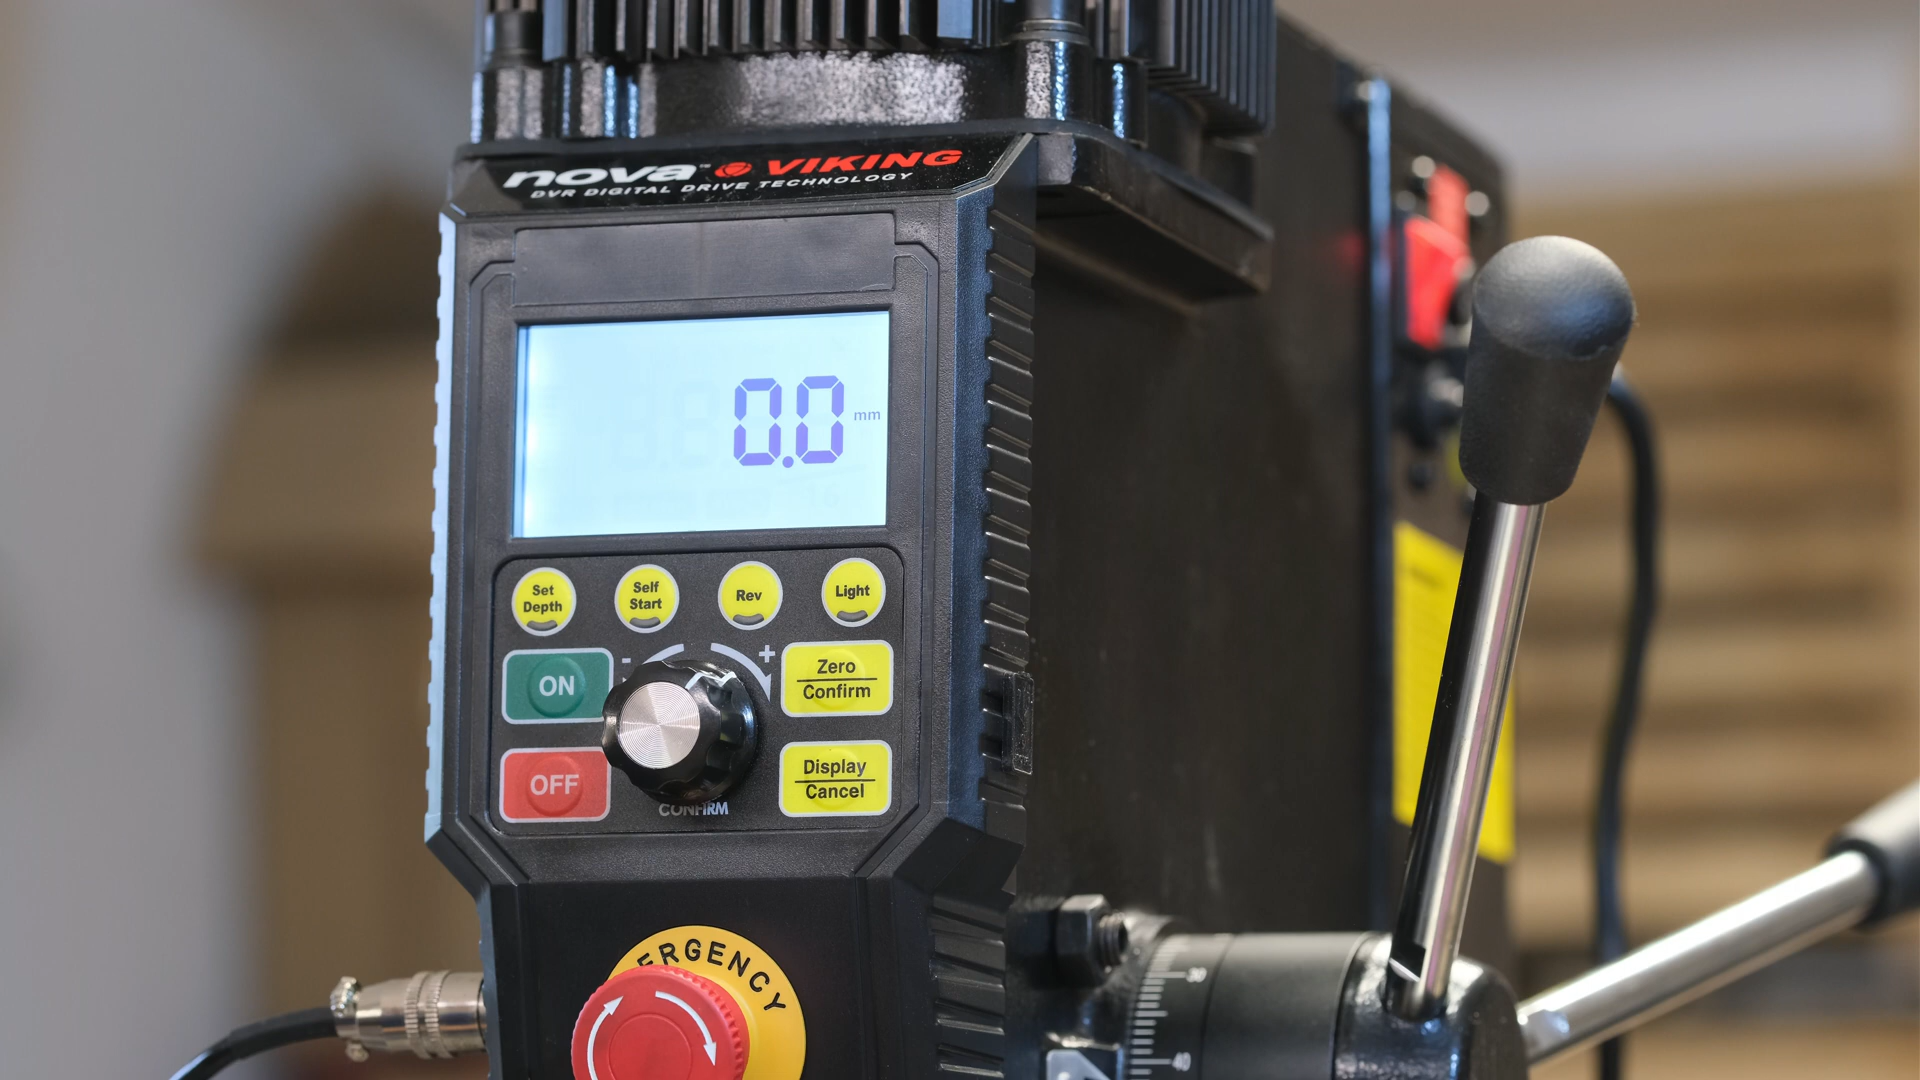 nova™ VIKING
DVR DIGITAL DRIVE TECHNOLOGY
0.0 mm
Set Depth
Self Start
Rev
Light
ON
- +
Zero
Confirm
OFF
Display
Cancel
CONFIRM
ERGENCY
30
40